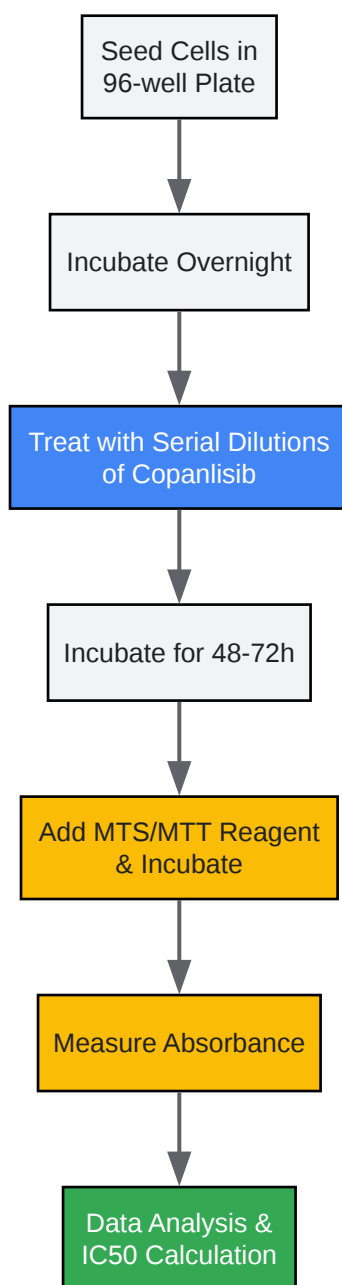 Seed Cells in
96-well Plate
Incubate Overnight
Treat with Serial Dilutions
of Copanlisib
Incubate for 48-72h
Add MTS/MTT Reagent
& Incubate
Measure Absorbance
Data Analysis &
IC50 Calculation